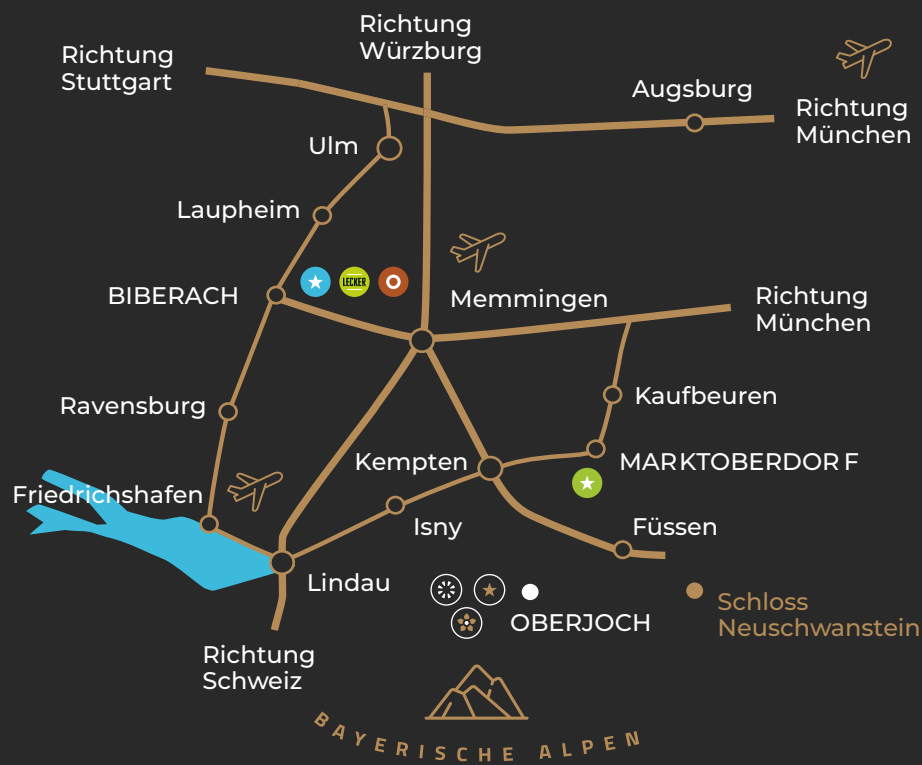 Richtung
Würzburg
Richtung
Stuttgart
Augsburg
Richtung
München
Ulm
Laupheim
BIBERACH
LECKER
Memmingen
Richtung
München
Ravensburg
Kaufbeuren
Kempten
MARKTOBERDORF
Friedrichshafen
Isny
Füssen
Lindau
OBERJOCH
Schloss
Neuschwanstein
Richtung
Schweiz
BAYERISCHE ALPEN